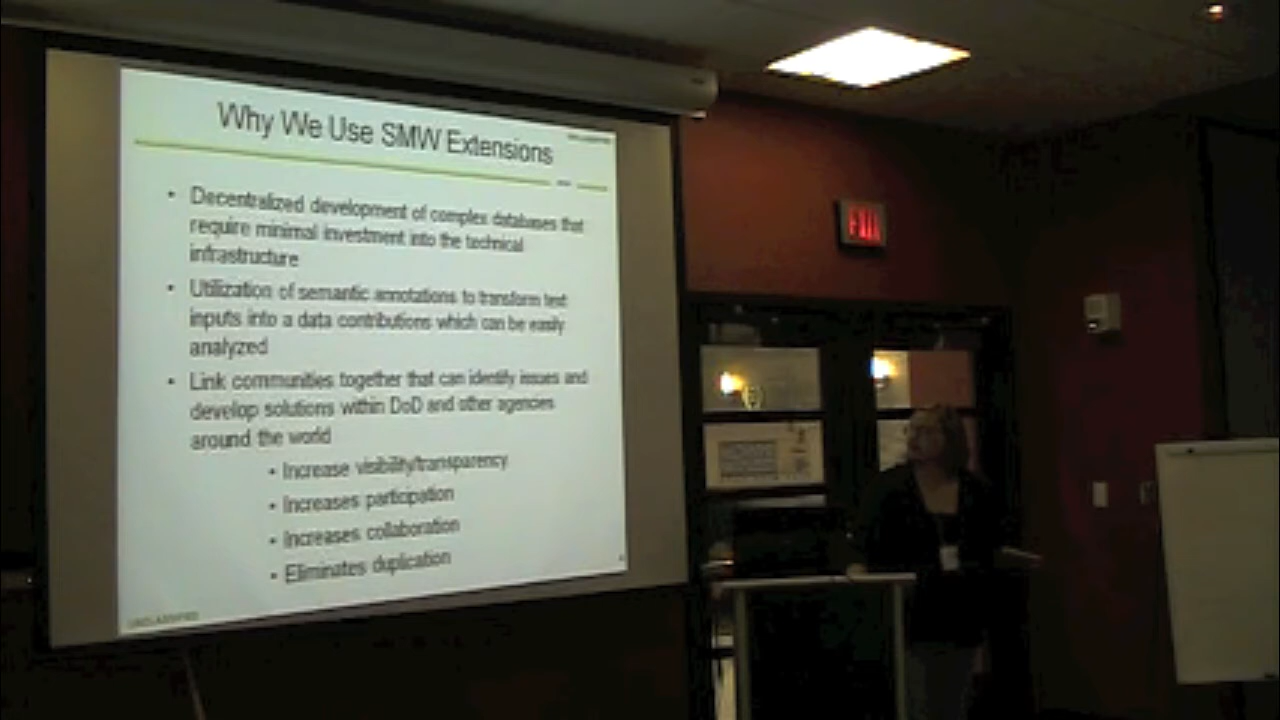 Why We Use SMW Extensions
• Decentralized development of complex databases that
require minimal investment into the technical
infrastructure
• Utilization of semantic annotations to transform text
inputs into a data contributions which can be easily
analyzed
• Link communities together that can identify issues and
develop solutions within DoD and other agencies
around the world
• Increase visibility/transparency
• Increases participation
• Increases collaboration
• Eliminates duplication
UNCLASSIFIED
EXIT